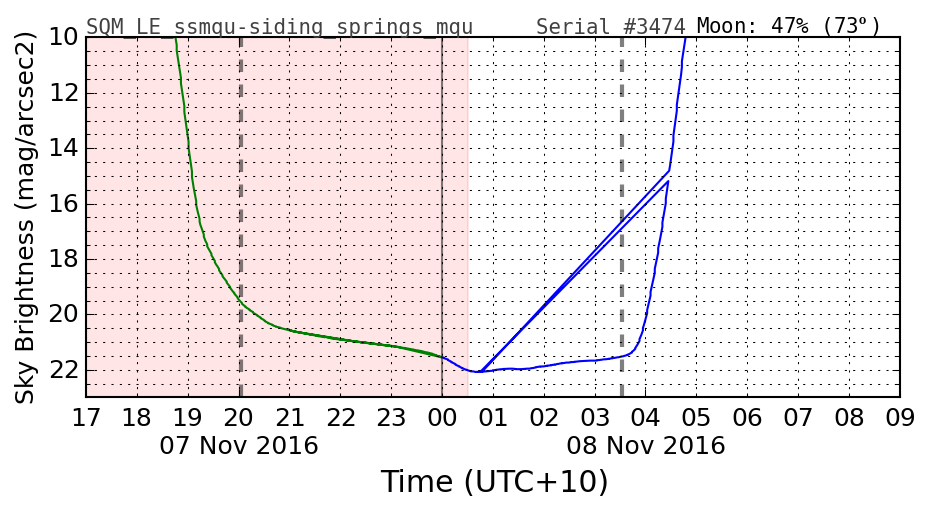 SQM_LE ssmqu-siding_springs_mqu Serial #3474 Moon: 47% (73°)
Sky Brightness (mag/arcsec2)
10
12
14
16
18
20
22
17 18 19 20 21 22 23 00 01 02 03 04 05 06 07 08 09
07 Nov 2016 08 Nov 2016
Time (UTC+10)